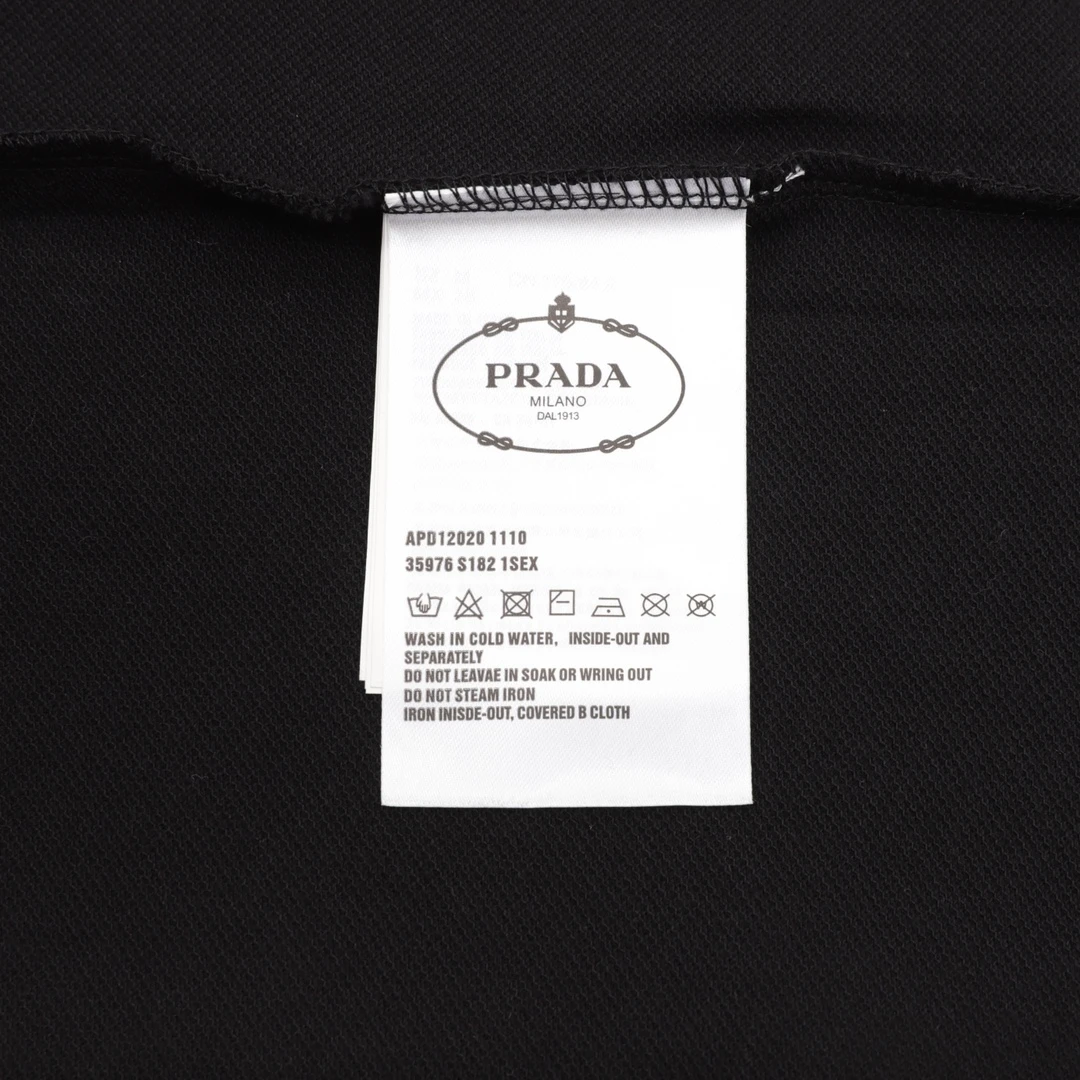 PRADA
MILANO
DAL1913
APD12020 1110
35976 S182 1SEX
WASH IN COLD WATER, INSIDE-OUT AND
SEPARATELY
DO NOT LEAVAE IN SOAK OR WRING OUT
DO NOT STEAM IRON
IRON INISDE-OUT, COVERED B CLOTH